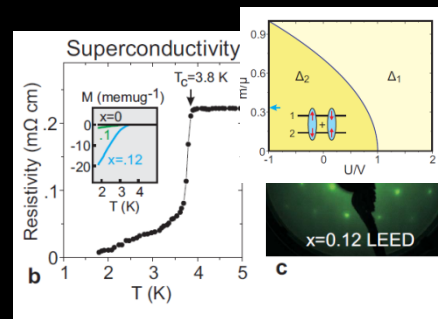 Superconductivity
Tc=3.8 K
M (memug-1)
x=0
.1
x=.12
0
-10
-20
2
3
4
T (K)
Resistivity (mΩ cm)
.2
.1
0
1
2
3
4
5
T (K)
b
m/μ
0.9
0.6
0.3
0
Δ2
Δ1
1
2
+
-1
0
1
2
U/V
x=0.12 LEED
c